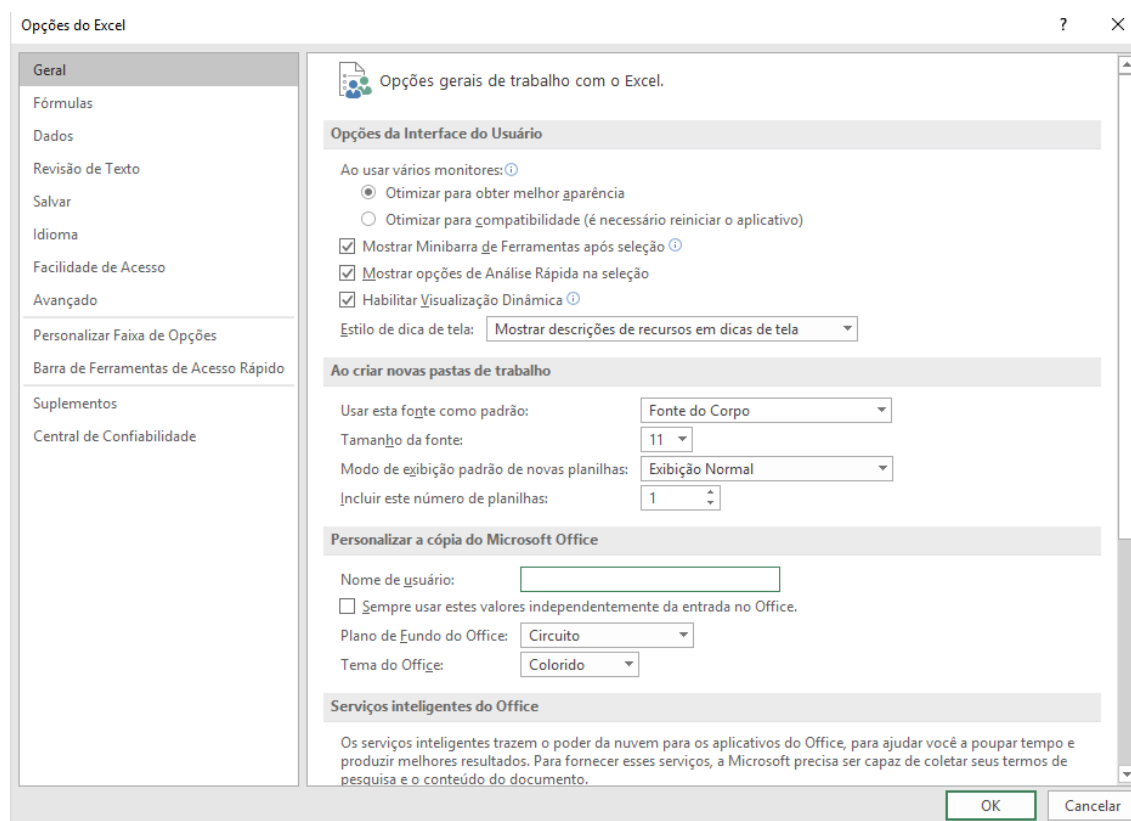 Opções do Excel
?
Geral
Fórmulas
Dados
Revisão de Texto
Salvar
Idioma
Facilidade de Acesso
Avançado
Personalizar Faixa de Opções
Barra de Ferramentas de Acesso Rápido
Suplementos
Central de Confiabilidade
Opções gerais de trabalho com o Excel.
Opções da Interface do Usuário
Ao usar vários monitores:
Otimizar para obter melhor aparência
Otimizar para compatibilidade (é necessário reiniciar o aplicativo)
Mostrar Minibarra de Ferramentas após seleção
Mostrar opções de Análise Rápida na seleção
Habilitar Visualização Dinâmica
Estilo de dica de tela: Mostrar descrições de recursos em dicas de tela
Ao criar novas pastas de trabalho
Usar esta fonte como padrão: Fonte do Corpo
Tamanho da fonte: 11
Modo de exibição padrão de novas planilhas: Exibição Normal
Incluir este número de planilhas: 1
Personalizar a cópia do Microsoft Office
Nome de usuário:
Sempre usar estes valores independentemente da entrada no Office.
Plano de Fundo do Office: Circuito
Tema do Office: Colorido
Serviços inteligentes do Office
Os serviços inteligentes trazem o poder da nuvem para os aplicativos do Office, para ajudar você a poupar tempo e
produzir melhores resultados. Para fornecer esses serviços, a Microsoft precisa ser capaz de coletar seus termos de
pesquisa e o conteúdo do documento.
OK Cancelar